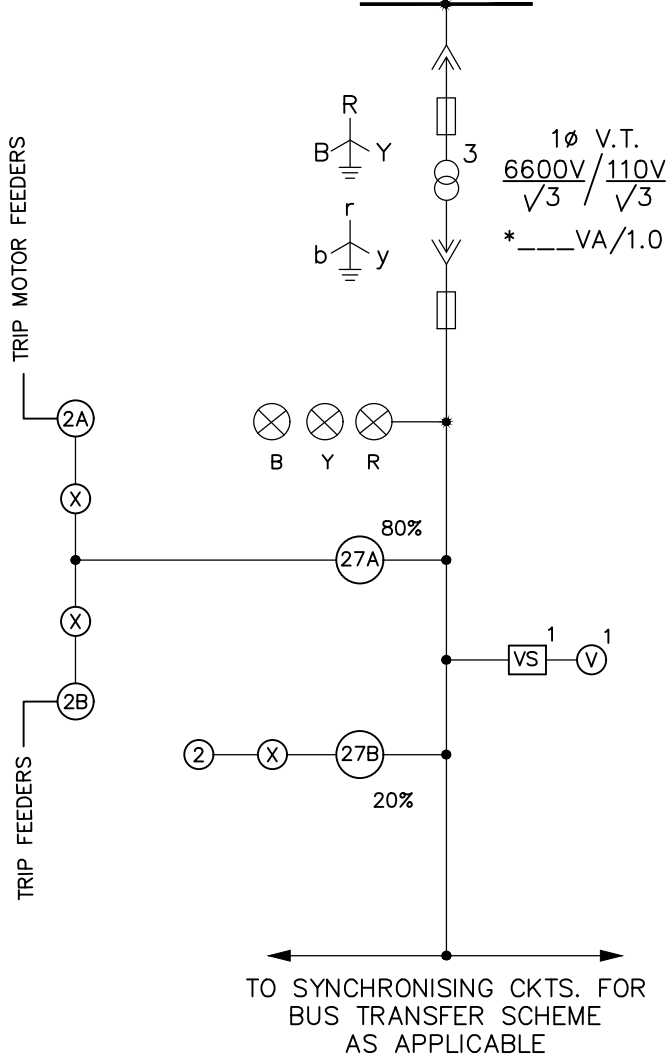 R
B Y
3
1ø V.T.
6600V/√3 / 110V/√3
*___VA/1.0
r
b y
TRIP MOTOR FEEDERS
2A
B Y R
X
80%
27A
X
1 1
VS V
2B
2 X 27B
20%
TRIP FEEDERS
TO SYNCHRONISING CKTS. FOR
BUS TRANSFER SCHEME
AS APPLICABLE